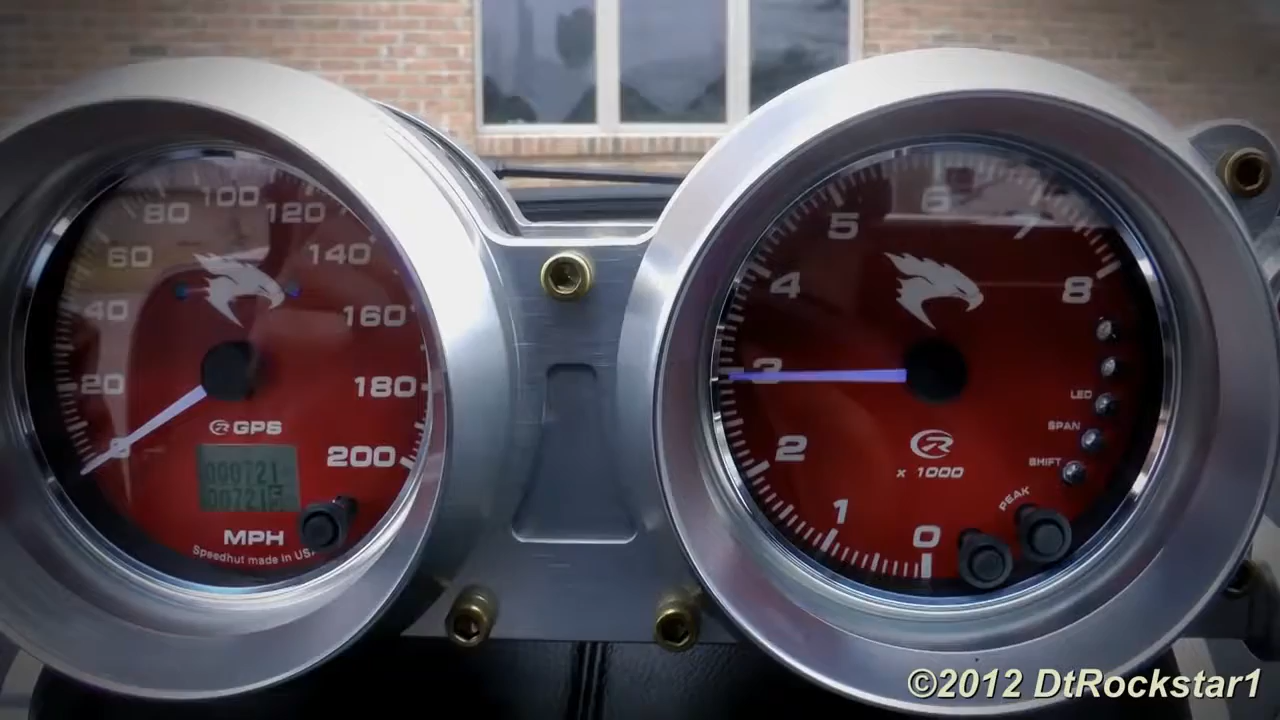 0
20
40
60
80
100
120
140
160
180
200
GPS
000721
MPH
Speedhut made in USA
0
1
2
3
4
5
6
7
8
R
x 1000
LED
SPAN
SHIFT
PEAK
©2012 DtRockstar1